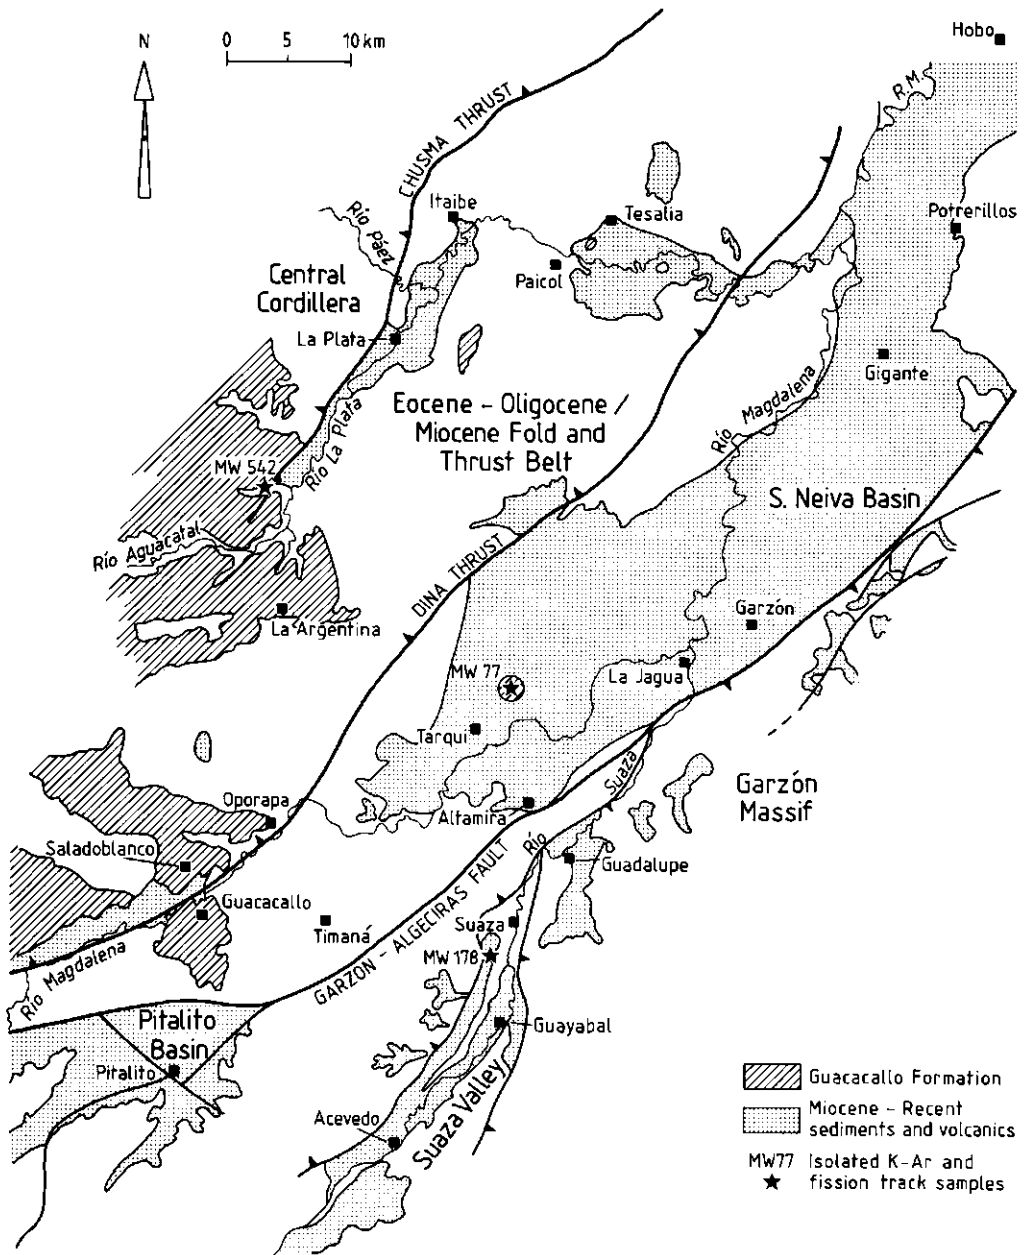 Hobo
N
0 5 10 km
R.M.
CHUSMA THRUST
Itaibe
Tesalia
Potrerillos
Río Páez
Paicol
Central
Cordillera
La Plata
Gigante
Río Magdalena
Eocene - Oligocene /
Miocene Fold and
Thrust Belt
Río La Plata
MW 542
S. Neiva Basin
Río Aguacatal
DINA THRUST
La Argentina
Garzón
MW 77
La Jagua
Tarqui
Garzón
Massif
Suaza
Río
Oporapa
Altamira
Saladoblanco
Guadalupe
Guacacallo
Timaná
Suaza
GARZON - ALGECIRAS FAULT
MW 178
Río Magdalena
Pitalito
Basin
Guayabal
Pitalito
Acevedo
Suaza Valley
Guacacallo Formation
Miocene - Recent
sediments and volcanics
MW77 Isolated K-Ar and
fission track samples